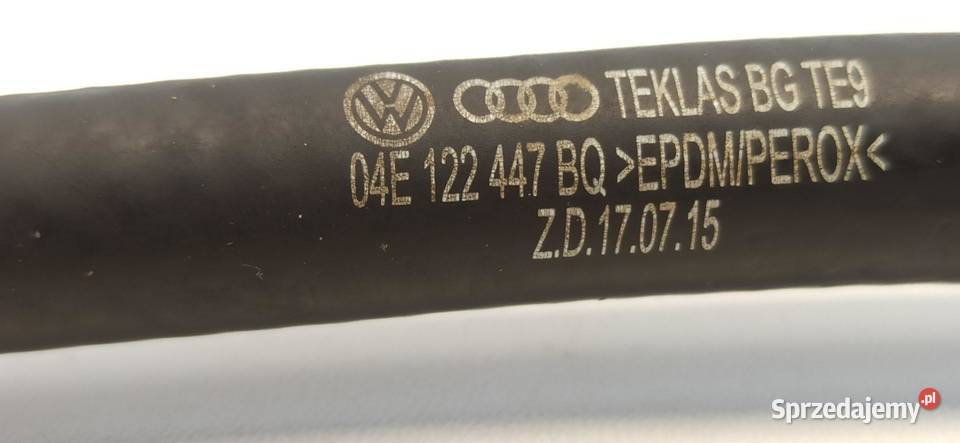 TEKLAS BG TE9
04E 122 447 BQ >EPDM/PEROX<
Z.D.17.07.15
Sprzedajemy.pl